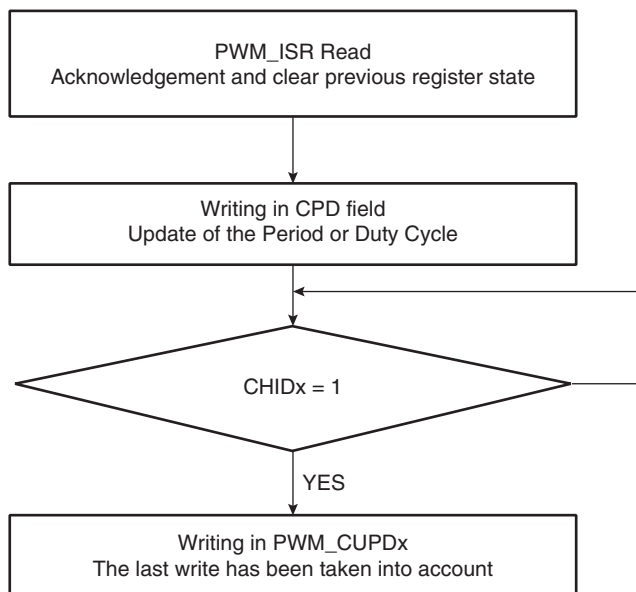 PWM_ISR Read
Acknowledgement and clear previous register state
Writing in CPD field
Update of the Period or Duty Cycle
CHIDx = 1
YES
Writing in PWM_CUPDx
The last write has been taken into account